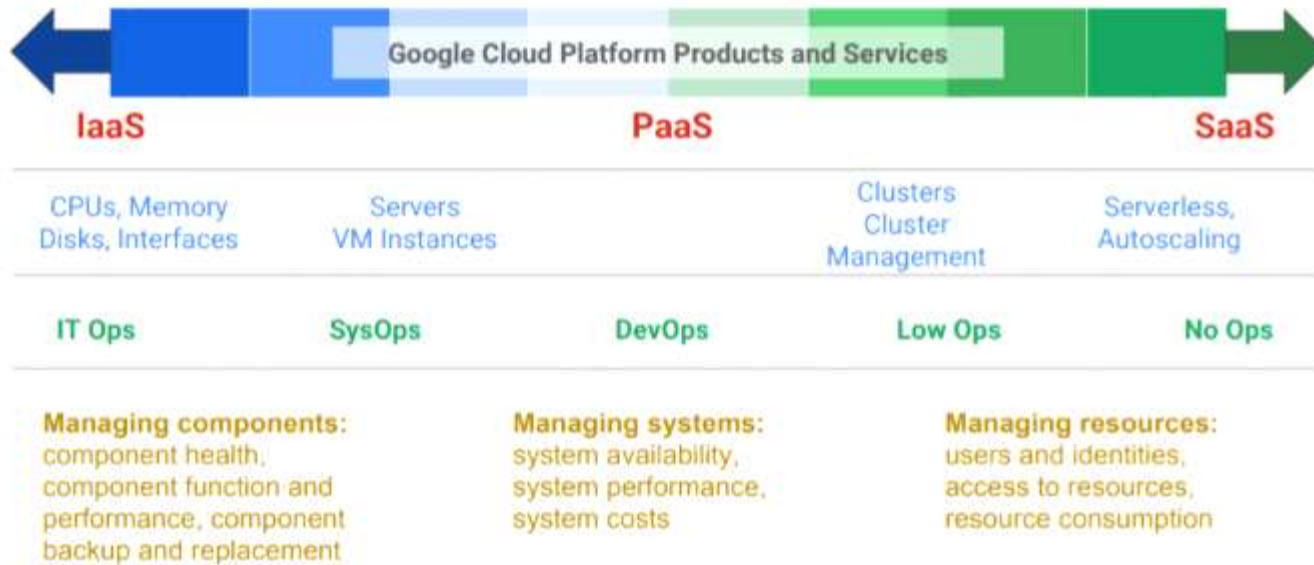 Google Cloud Platform Products and Services
IaaS
PaaS
SaaS
CPUs, Memory
Disks, Interfaces
Servers
VM Instances
Clusters
Cluster
Management
Serverless,
Autoscaling
IT Ops
SysOps
DevOps
Low Ops
No Ops
Managing components:
component health,
component function and
performance, component
backup and replacement
Managing systems:
system availability,
system performance,
system costs
Managing resources:
users and identities,
access to resources,
resource consumption